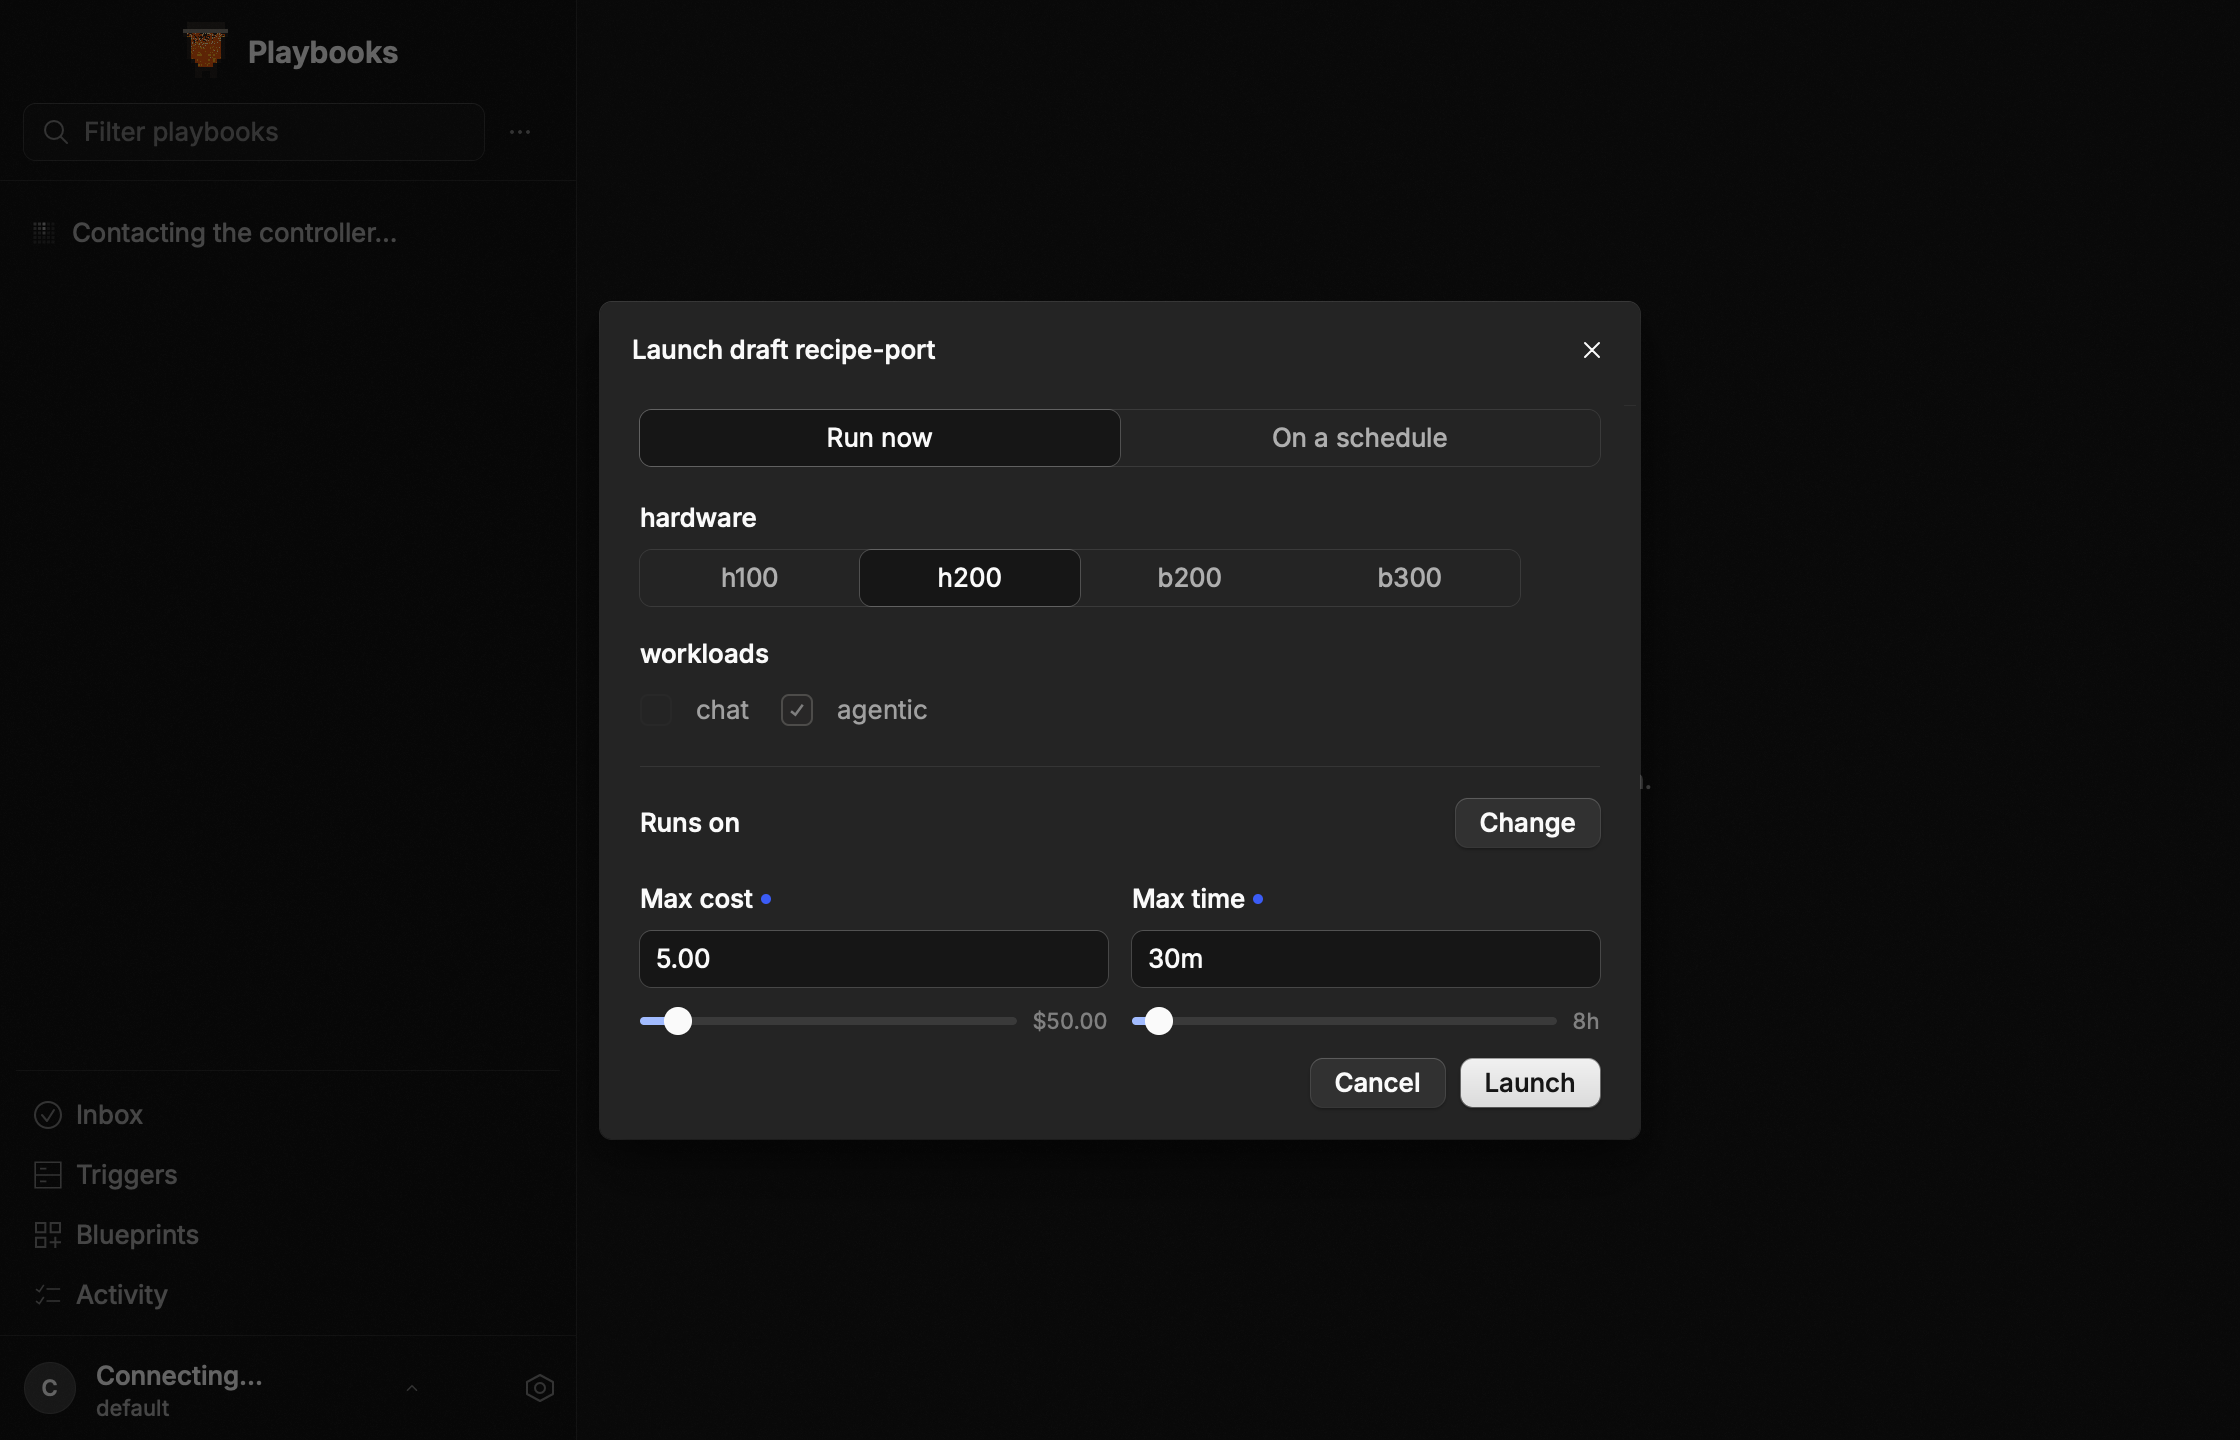 Playbooks
Filter playbooks
Contacting the controller...
Launch draft recipe-port
Run now
On a schedule
hardware
h100
h200
b200
b300
workloads
chat
agentic
Runs on
Change
Max cost
Max time
5.00
30m
$50.00
8h
Cancel
Launch
Inbox
Triggers
Blueprints
Activity
C
Connecting...
default